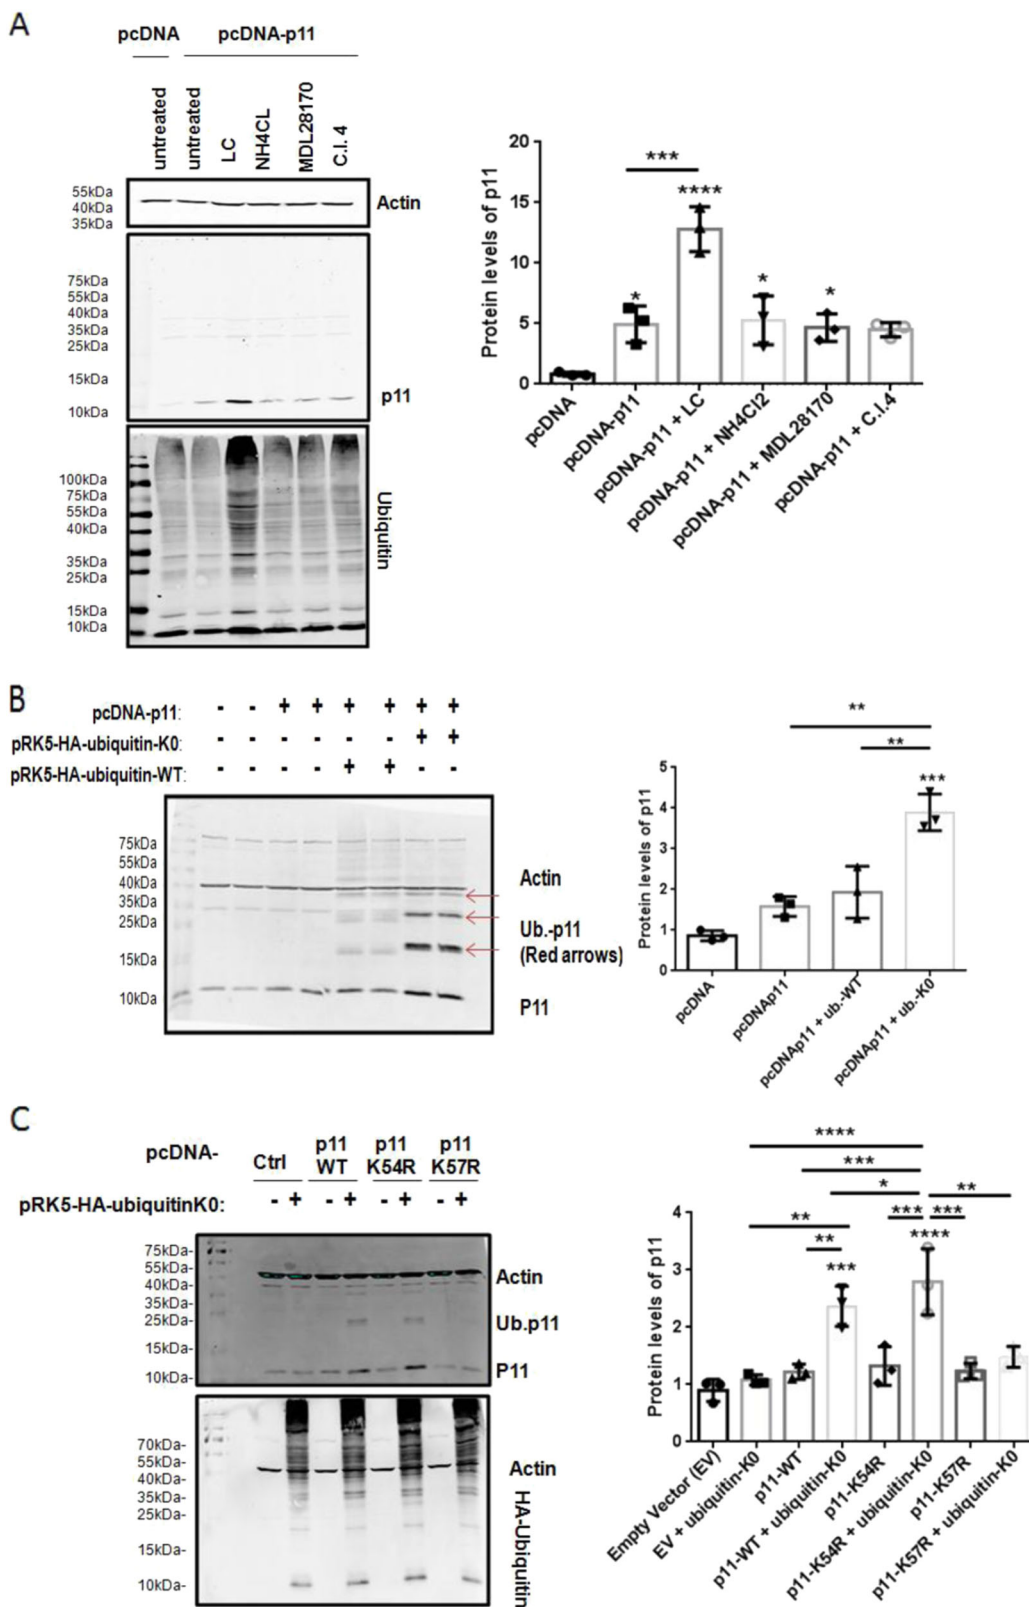 A
pcDNA
pcDNA-p11
untreated
untreated
LC
NH4CL
MDL28170
C.I.4
55kDa
40kDa
35kDa
Actin
75kDa
55kDa
40kDa
35kDa
25kDa
15kDa
10kDa
p11
100kDa
75kDa
55kDa
40kDa
35kDa
25kDa
15kDa
10kDa
Ubiquitin
Protein levels of p11
20
15
10
5
0
***
****
*
*
*
pcDNA
pcDNA-p11
pcDNA-p11 + LC
pcDNA-p11 + NH4Cl2
pcDNA-p11 + MDL28170
pcDNA-p11 + C.I.4
B
pcDNA-p11: - - + + + + + +
pRK5-HA-ubiquitin-K0: - - - - - - + +
pRK5-HA-ubiquitin-WT: - - - - + + - -
75kDa
55kDa
40kDa
35kDa
25kDa
15kDa
10kDa
Actin
Ub.-p11
(Red arrows)
P11
Protein levels of p11
5
4
3
2
1
0
**
**
***
pcDNA
pcDNAp11
pcDNAp11 + ub.-WT
pcDNAp11 + ub.-K0
C
pcDNA-
Ctrl
p11 WT
p11 K54R
p11 K57R
pRK5-HA-ubiquitinK0: - + - + - + - +
75kDa-
55kDa-
40kDa-
35kDa-
25kDa-
15kDa-
10kDa-
Actin
Ub.p11
P11
70kDa-
55kDa-
40kDa-
35kDa-
25kDa-
15kDa-
10kDa-
Actin
HA-Ubiquitin
Protein levels of p11
4
3
2
1
0
****
***
*
**
**
***
***
**
**
***
****
Empty Vector (EV)
EV + ubiquitin-K0
p11-WT
p11-WT + ubiquitin-K0
p11-K54R
p11-K54R + ubiquitin-K0
p11-K57R
p11-K57R + ubiquitin-K0